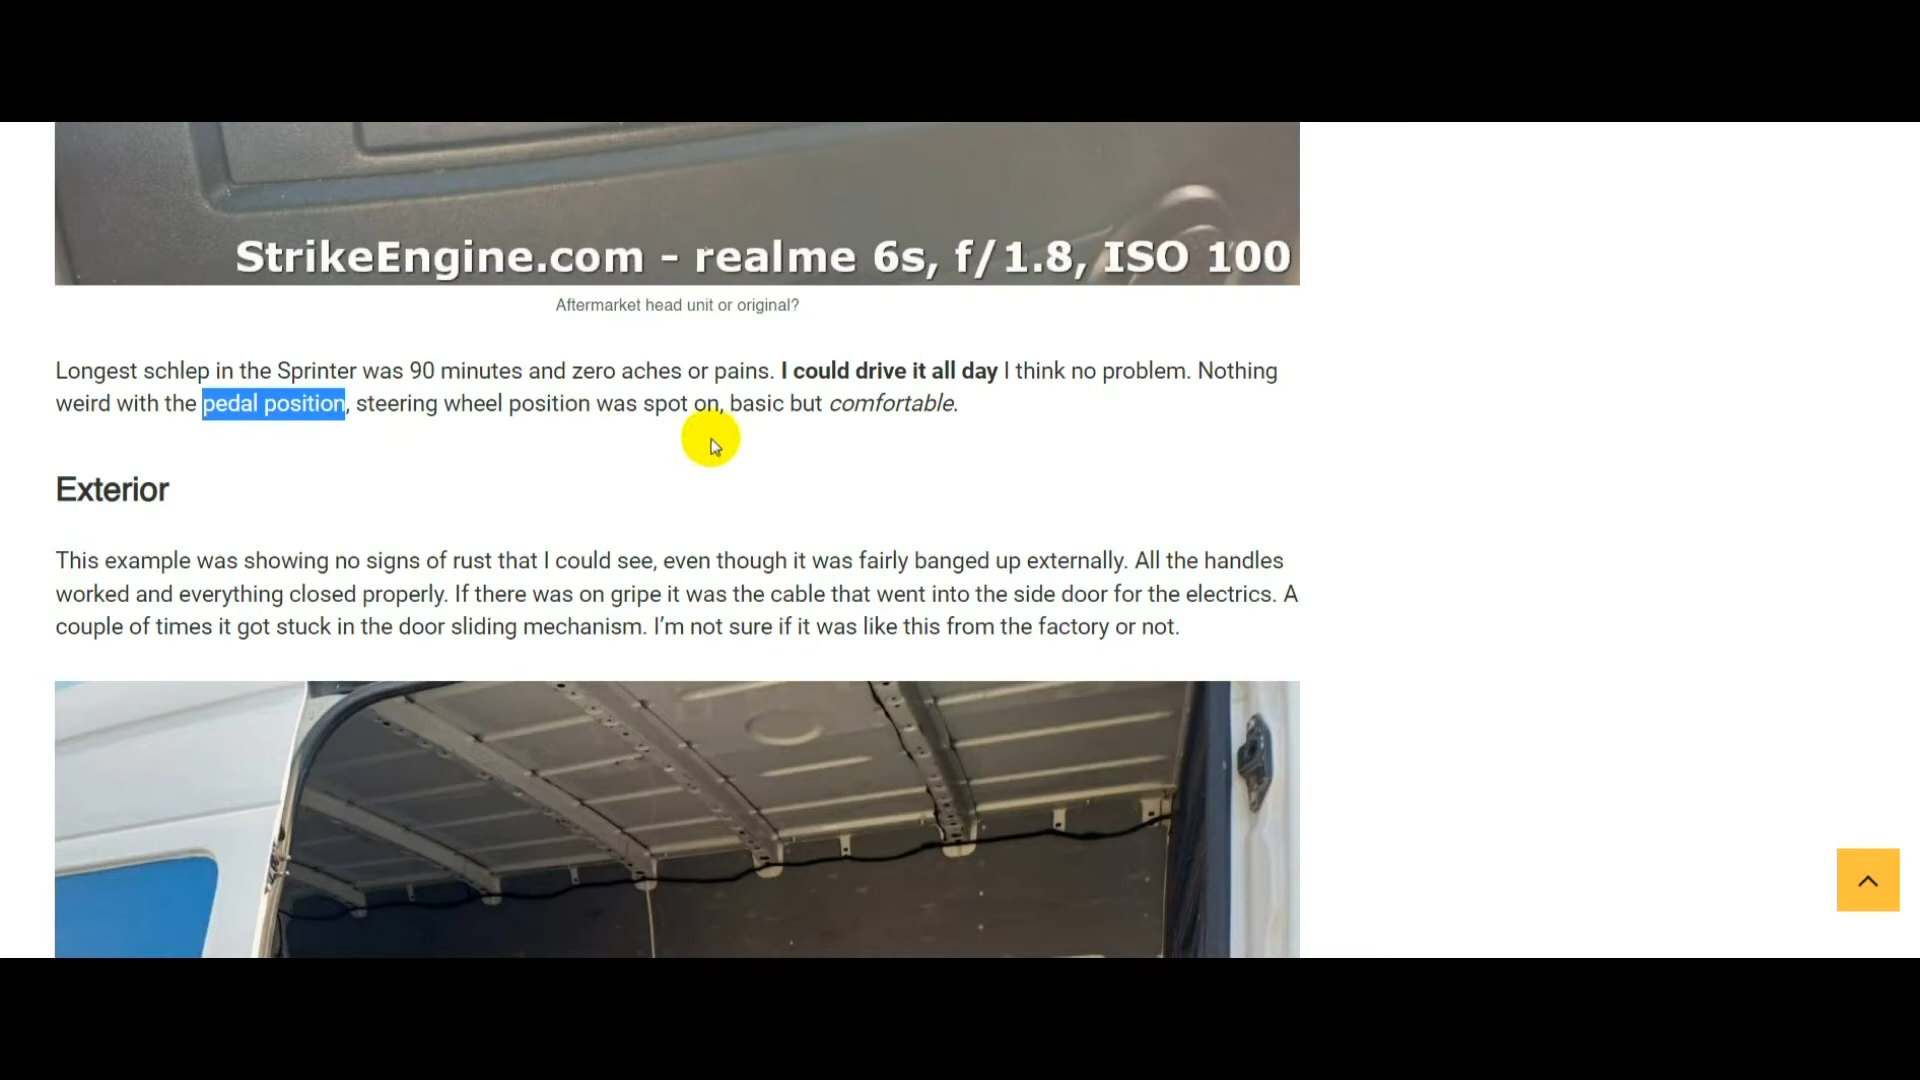 StrikeEngine.com - realme 6s, f/1.8, ISO 100
Aftermarket head unit or original?
Longest schlep in the Sprinter was 90 minutes and zero aches or pains. I could drive it all day I think no problem. Nothing
weird with the pedal position, steering wheel position was spot on, basic but comfortable.
Exterior
This example was showing no signs of rust that I could see, even though it was fairly banged up externally. All the handles
worked and everything closed properly. If there was on gripe it was the cable that went into the side door for the electrics. A
couple of times it got stuck in the door sliding mechanism. I’m not sure if it was like this from the factory or not.